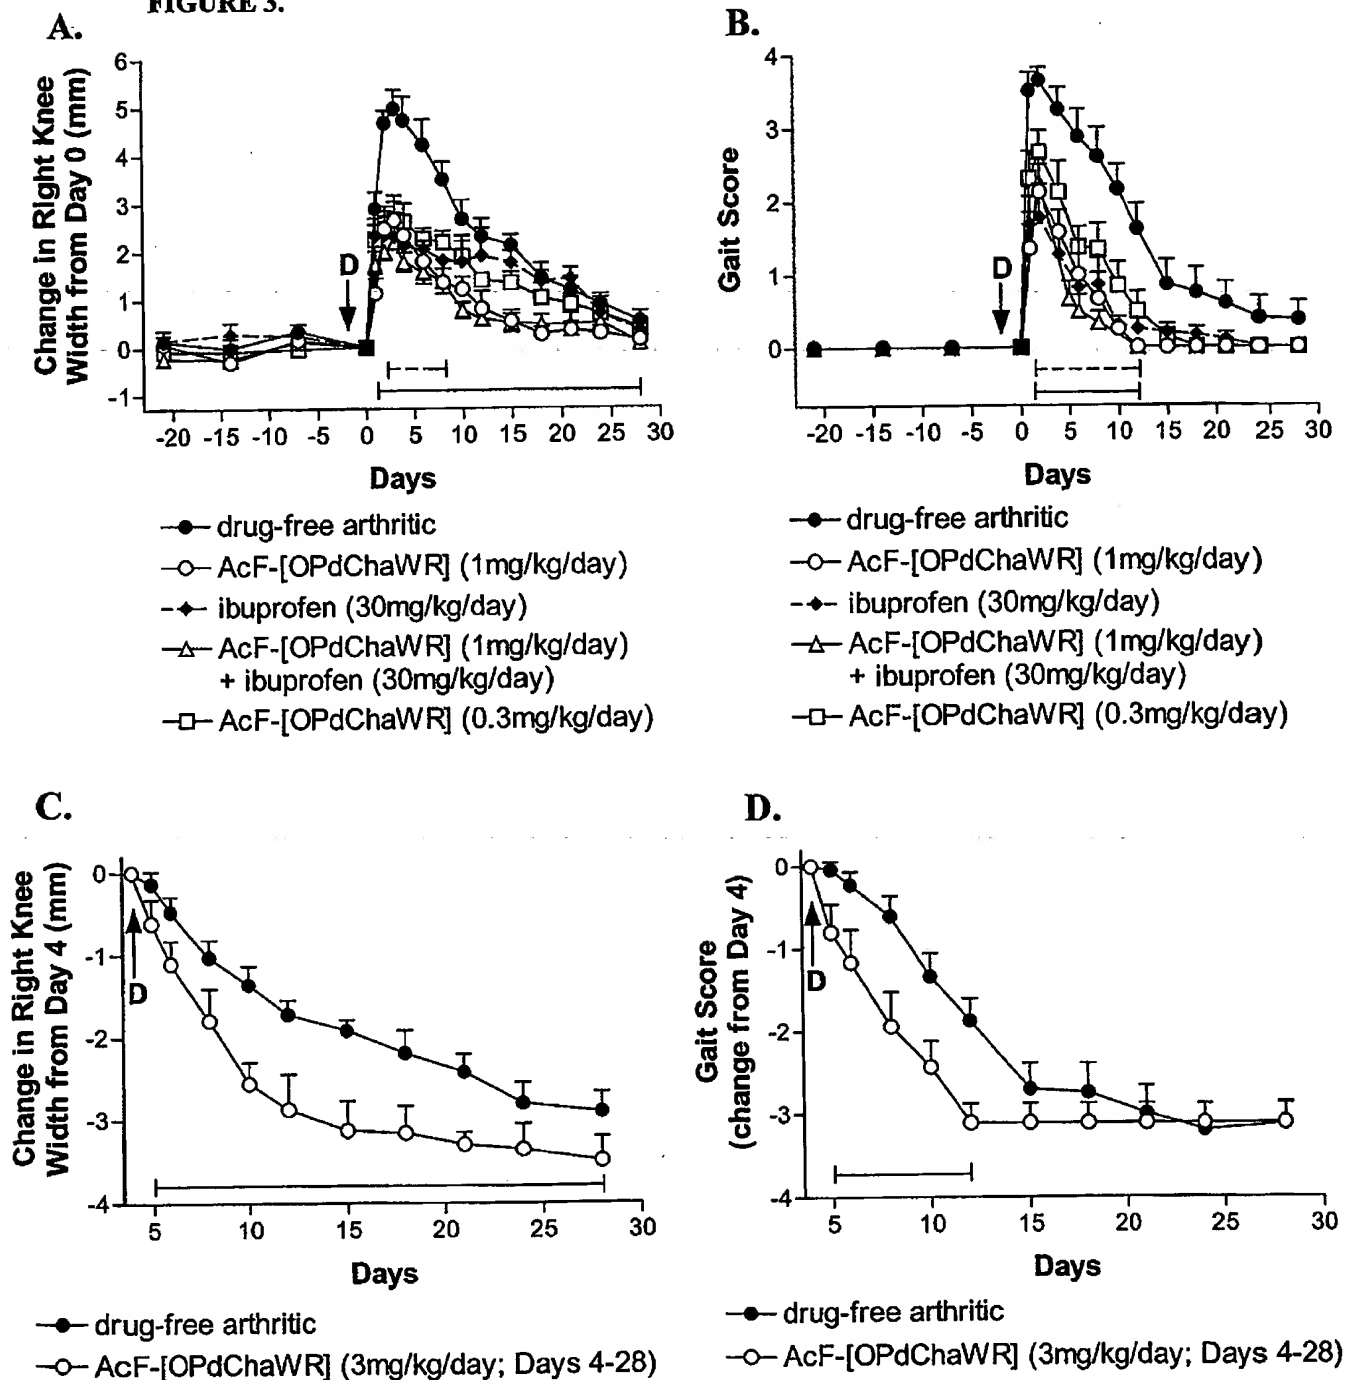 FIGURE 3.
A.
Change in Right Knee
Width from Day 0 (mm)
6
5
4
3
2
1
0
-1
D
-20 -15 -10 -5 0 5 10 15 20 25 30
Days
drug-free arthritic
AcF-[OPdChaWR] (1mg/kg/day)
ibuprofen (30mg/kg/day)
AcF-[OPdChaWR] (1mg/kg/day)
+ ibuprofen (30mg/kg/day)
AcF-[OPdChaWR] (0.3mg/kg/day)
B.
Gait Score
4
3
2
1
0
D
-20 -15 -10 -5 0 5 10 15 20 25 30
Days
drug-free arthritic
AcF-[OPdChaWR] (1mg/kg/day)
ibuprofen (30mg/kg/day)
AcF-[OPdChaWR] (1mg/kg/day)
+ ibuprofen (30mg/kg/day)
AcF-[OPdChaWR] (0.3mg/kg/day)
C.
Change in Right Knee
Width from Day 4 (mm)
0
-1
-2
-3
-4
D
5 10 15 20 25 30
Days
drug-free arthritic
AcF-[OPdChaWR] (3mg/kg/day; Days 4-28)
D.
Gait Score
(change from Day 4)
0
-1
-2
-3
-4
D
5 10 15 20 25 30
Days
drug-free arthritic
AcF-[OPdChaWR] (3mg/kg/day; Days 4-28)